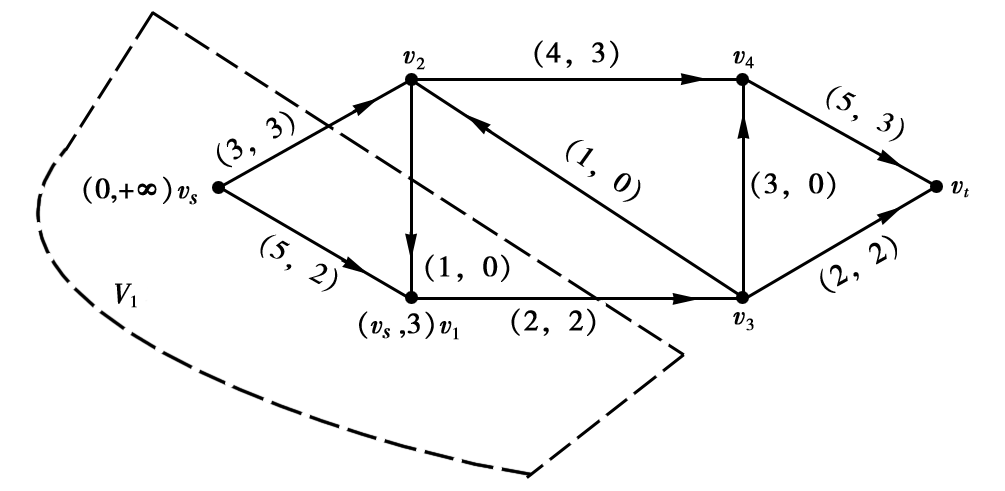 v₂
(4, 3)
v₄
(3, 3)
(5, 3)
(1, 0)
(0,+∞)vₛ
(3, 0)
vₜ
(5, 2)
(1, 0)
(2, 2)
V₁
(vₛ,3)v₁
(2, 2)
v₃